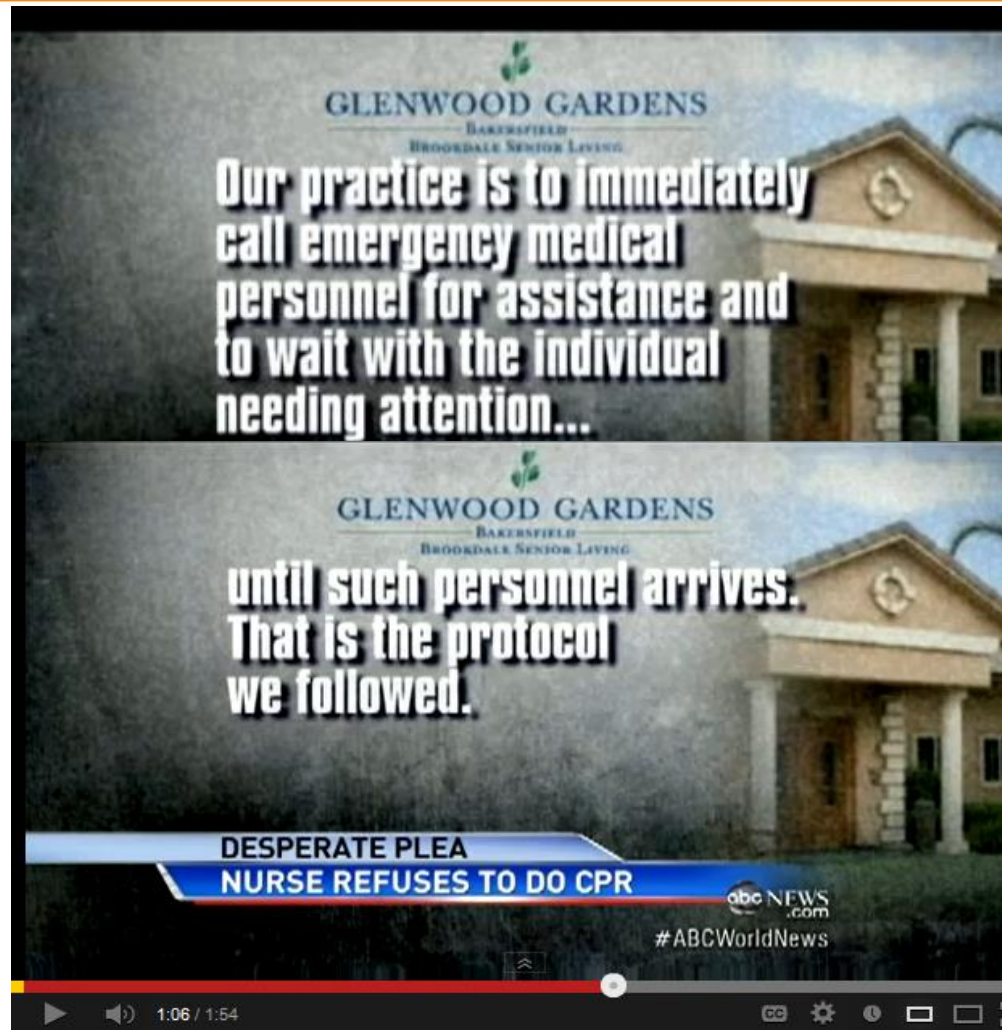 GLENWOOD GARDENS
BAKERSFIELD
BROOKDALE SENIOR LIVING
Our practice is to immediately
call emergency medical
personnel for assistance and
to wait with the individual
needing attention...
GLENWOOD GARDENS
BAKERSFIELD
BROOKDALE SENIOR LIVING
until such personnel arrives.
That is the protocol
we followed.
DESPERATE PLEA
NURSE REFUSES TO DO CPR
abc NEWS
.com
#ABCWorldNews
1:06 / 1:54
CC